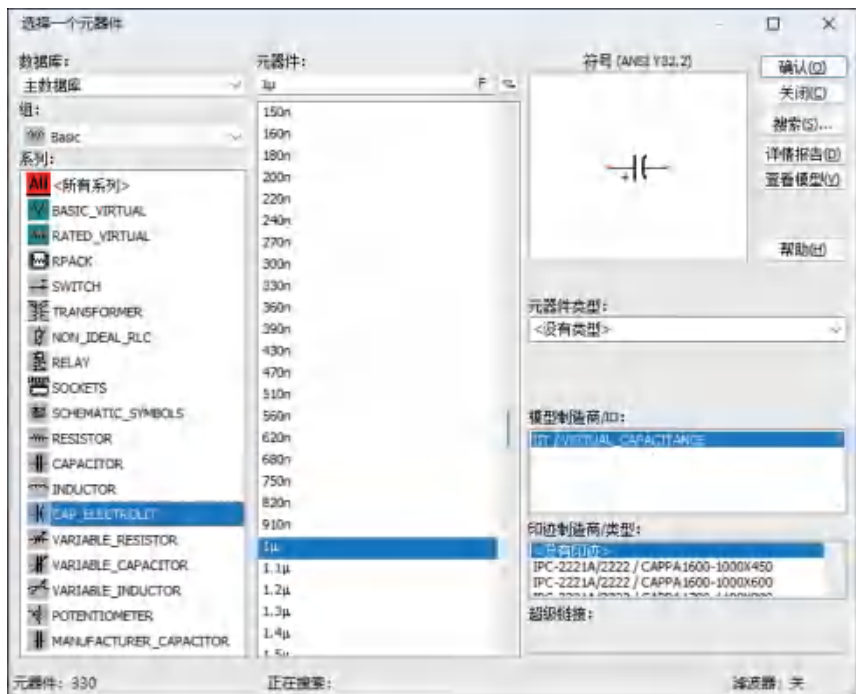 选择一个元器件
数据库:
主数据库
组:
Basic
系列:
All <所有系列>
BASIC_VIRTUAL
RATED_VIRTUAL
RPACK
SWITCH
TRANSFORMER
NON_IDEAL_RLC
RELAY
SOCKETS
SCHEMATIC_SYMBOLS
RESISTOR
CAPACITOR
INDUCTOR
CAP_ELECTROLIT
VARIABLE_RESISTOR
VARIABLE_CAPACITOR
VARIABLE_INDUCTOR
POTENTIOMETER
MANUFACTURER_CAPACITOR
元器件:
1μ F
150n
160n
180n
200n
220n
240n
270n
300n
330n
360n
390n
430n
470n
510n
560n
620n
680n
750n
820n
910n
1μ
1.1μ
1.2μ
1.3μ
1.4μ
1.5μ
符号 (ANSI Y32.2)
确认(O)
关闭(C)
搜索(S)...
详情报告(D)
查看模型(V)
帮助(H)
元器件类型:
<没有类型>
模型制造商/ID:
IIT / VIRTUAL_CAPACITANCE
印迹制造商/类型:
<没有印迹>
IPC-2221A/2222 / CAPPA1600-1000X450
IPC-2221A/2222 / CAPPA1600-1000X600
超级链接:
元器件: 330
正在搜索:
滤波器: 关